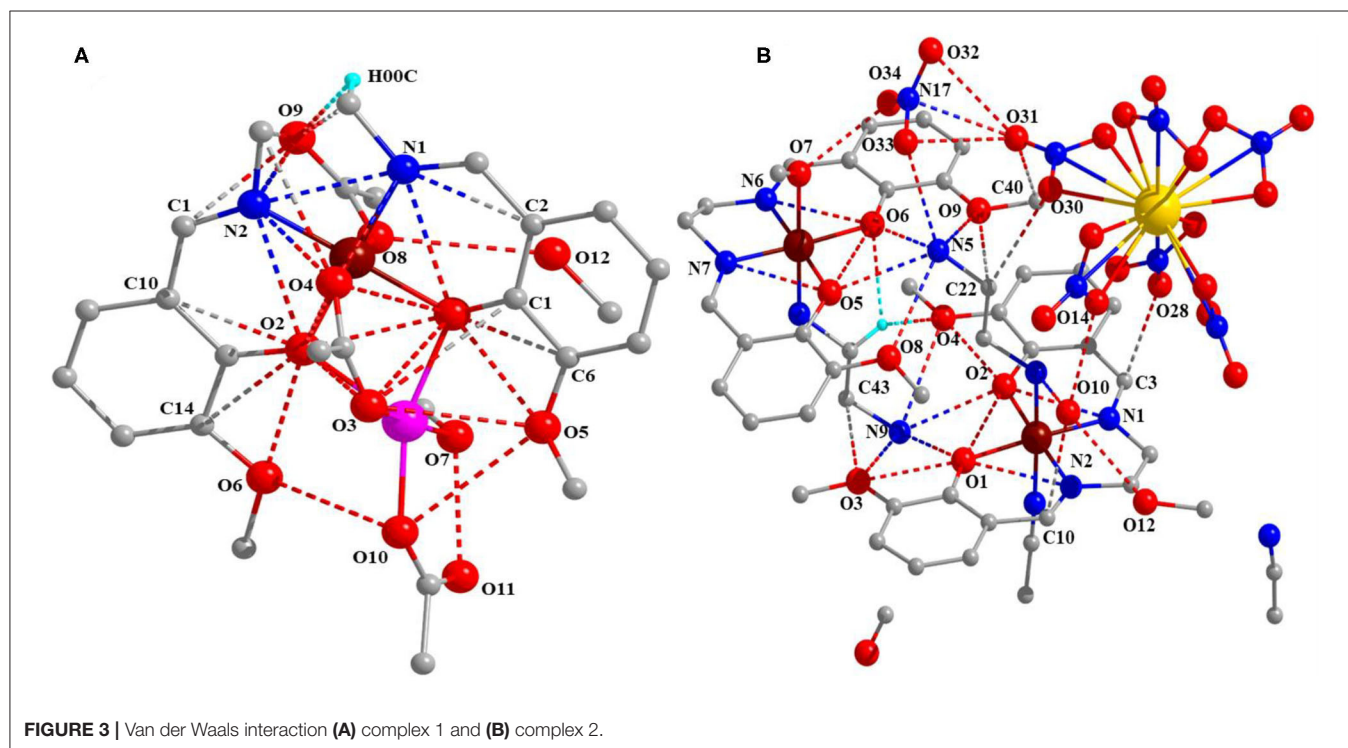 A
B
H00C
O9
N1
C1
N2
C2
O8
O12
O4
C10
O2
C1
C6
C14
O3
O7
O5
O6
O10
O11
O32
O34
N17
O31
O7
O33
N6
C40
O30
O6
O9
N5
N7
C22
O5
O14
O28
O4
O8
O2
C3
C43
O10
N1
N9
N2
O1
O3
O12
C10
FIGURE 3 | Van der Waals interaction (A) complex 1 and (B) complex 2.